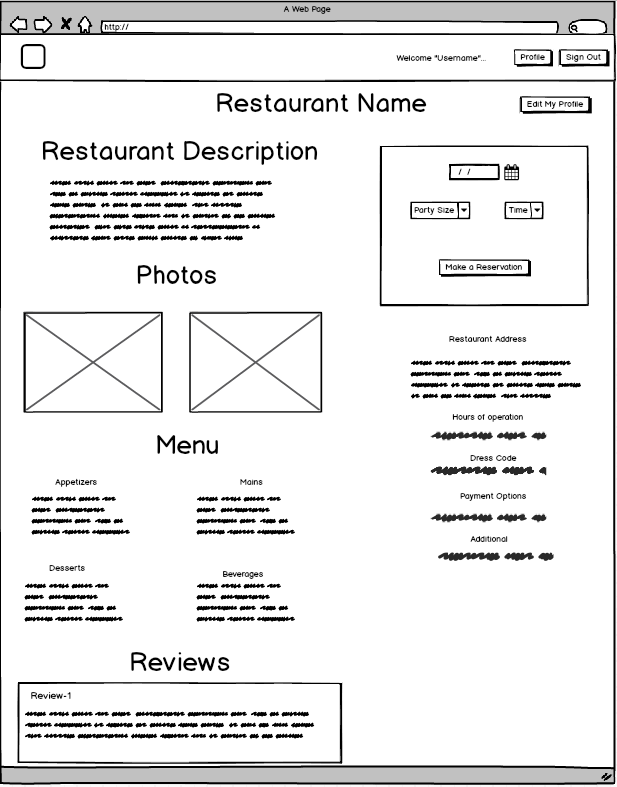 A Web Page
http://
Welcome "Username"...
Profile
Sign Out
Restaurant Name
Edit My Profile
Restaurant Description
/ /
Party Size
Time
Make a Reservation
Photos
Restaurant Address
Hours of operation
Dress Code
Payment Options
Additional
Menu
Appetizers
Mains
Desserts
Beverages
Reviews
Review-1